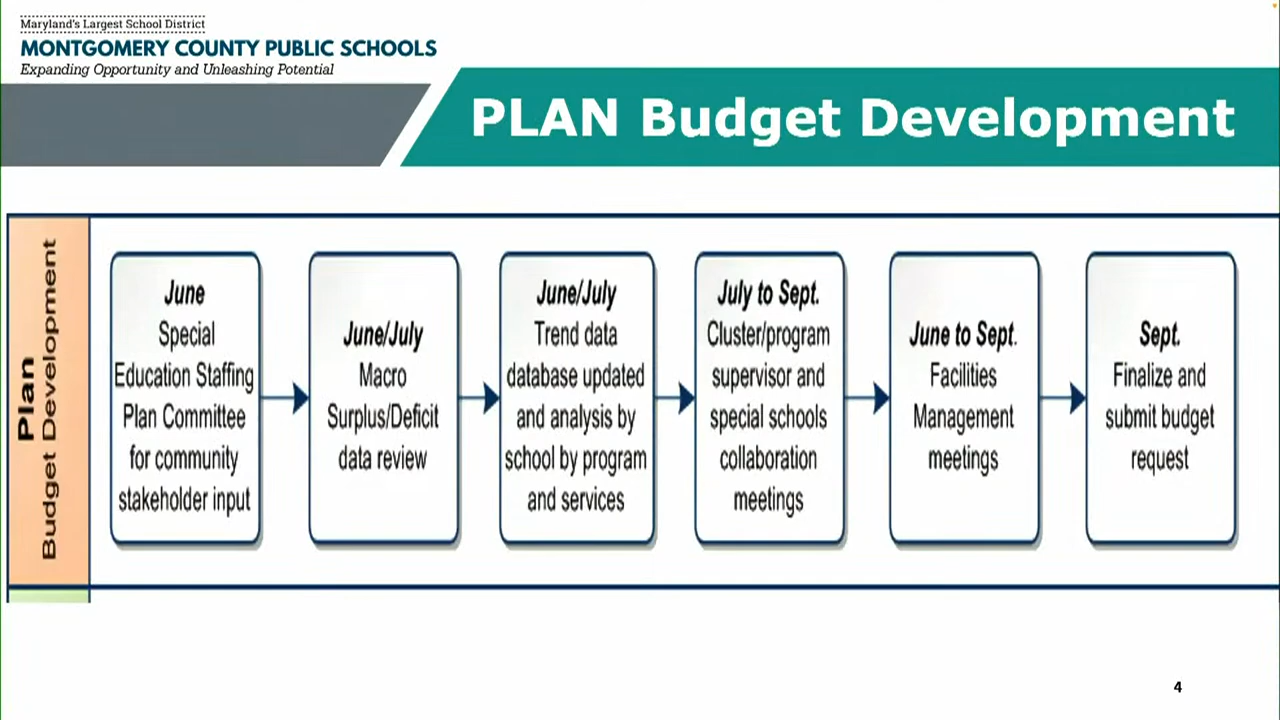 Maryland's Largest School District
MONTGOMERY COUNTY PUBLIC SCHOOLS
Expanding Opportunity and Unleashing Potential
PLAN Budget Development
Plan
Budget Development
June
Special
Education Staffing
Plan Committee
for community
stakeholder input
June/July
Macro
Surplus/Deficit
data review
June/July
Trend data
database updated
and analysis by
school by program
and services
July to Sept.
Cluster/program
supervisor and
special schools
collaboration
meetings
June to Sept.
Facilities
Management
meetings
Sept.
Finalize and
submit budget
request
4